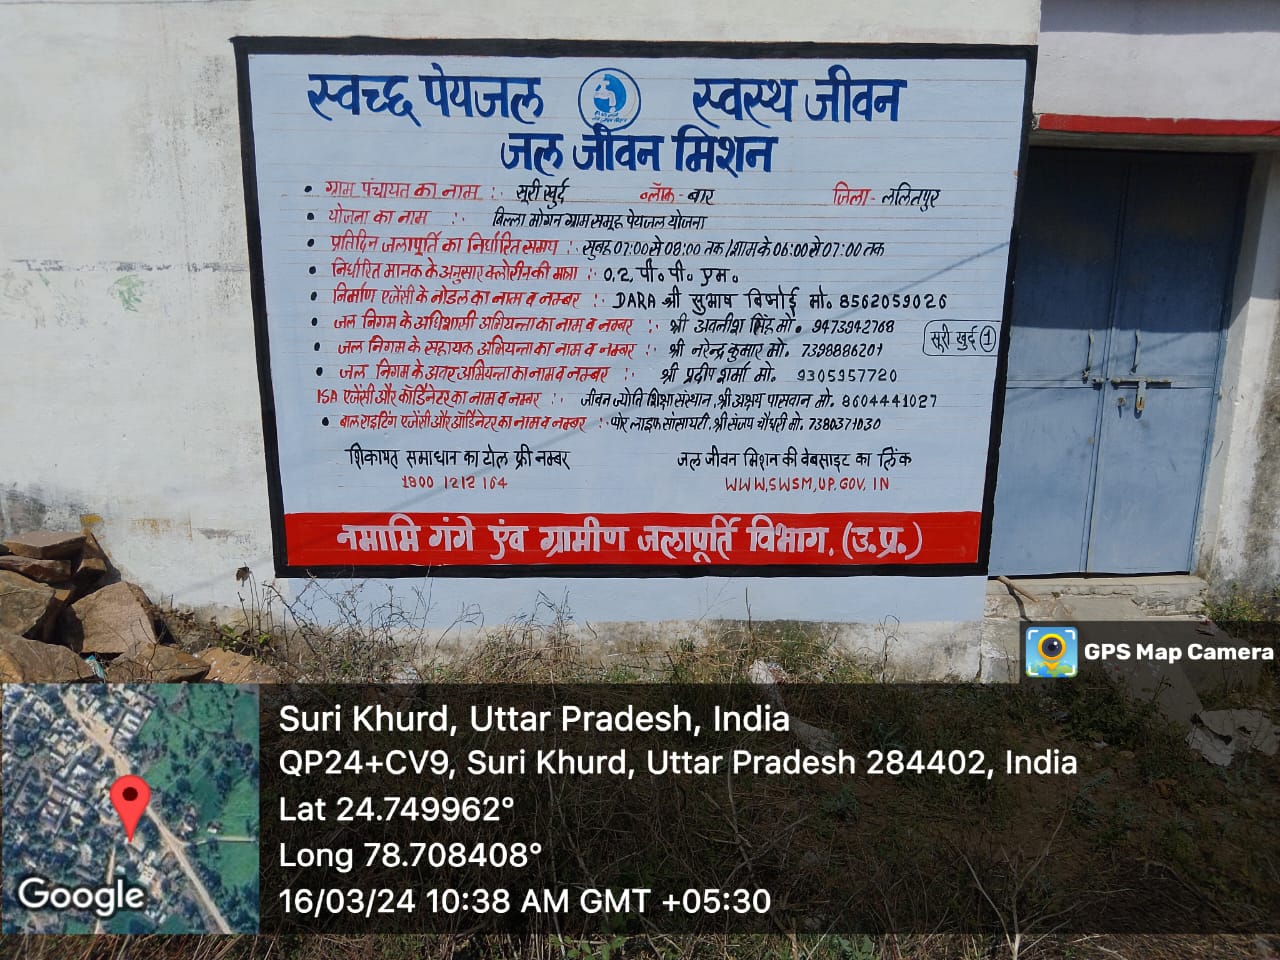 स्वच्छ पेयजल स्वस्थ जीवन
जल जीवन मिशन
• ग्राम पंचायत का नाम :- सूरी खुर्द ब्लॉक - बार जिला - ललितपुर
• योजना का नाम :- बिल्ला मोगन ग्राम समूह पेयजल योजना
• प्रतिदिन जलापूर्ति का निर्धारित समय :- सुबह 07:00 से 08:00 तक / शाम के 06:00 से 07:00 तक
• निर्धारित मानक के अनुसार क्लोरीन की मात्रा :- 0.2, पी॰ पी॰ एम॰
• निर्माण एजेंसी के नोडल का नाम व नम्बर :- DARA श्री सुभाष विजोई मो. 8562059026
• जल निगम के अधिशासी अभियन्ता का नाम व नम्बर :- श्री अवनीश सिंह मो॰ 9473942768
सूरी खुर्द 1
• जल निगम के सहायक अभियन्ता का नाम व नम्बर :- श्री नरेन्द्र कुमार मो. 7398886201
• जल निगम के अवर अभियन्ता का नाम व नम्बर :- श्री प्रदीप शर्मा मो. 9305957720
ISA एजेंसी और कॉर्डिनेटर का नाम व नम्बर :- जीवन ज्योति शिक्षा संस्थान, श्री अक्षय पासवान मो. 8604441027
• बाल राइटिंग एजेंसी और ऑर्डिनेटर का नाम व नम्बर :- प्योर लाइफ सोसायटी, श्री संजय चौधरी मो. 7380371030
शिकायत समाधान का टोल फ्री नम्बर जल जीवन मिशन की वेबसाइट का लिंक
1800 1212 164 WWW.SWSM,UP.GOV.IN
नमामि गंगे एंव ग्रामीण जलापूर्ति विभाग. (उ.प्र.)
GPS Map Camera
Suri Khurd, Uttar Pradesh, India
QP24+CV9, Suri Khurd, Uttar Pradesh 284402, India
Lat 24.749962°
Long 78.708408°
16/03/24 10:38 AM GMT +05:30
Google